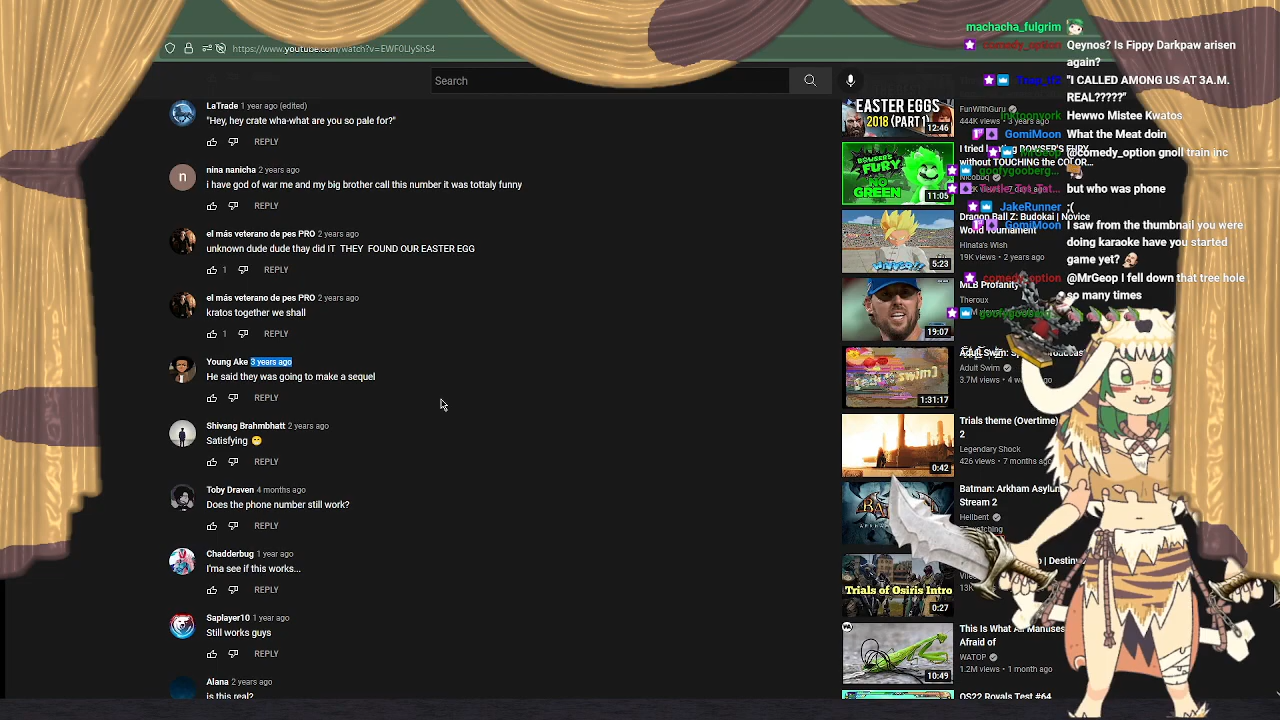 https://www.youtube.com/watch?v=EWF0LIyShS4
Search
LaTrade 1 year ago (edited)
"Hey, hey crate wha-what are you so pale for?"
REPLY
nina nanicha 2 years ago
i have god of war me and my big brother call this number it was tottaly funny
REPLY
el más veterano de pes PRO 2 years ago
unknown dude dude thay did IT THEY FOUND OUR EASTER EGG
1 REPLY
el más veterano de pes PRO 2 years ago
kratos together we shall
1 REPLY
Young Ake 3 years ago
He said they was going to make a sequel
REPLY
Shivang Brahmbhatt 2 years ago
Satisfying
REPLY
Toby Draven 4 months ago
Does the phone number still work?
REPLY
Chadderbug 1 year ago
I'ma see if this works...
REPLY
Saplayer10 1 year ago
Still works guys
REPLY
Alana 2 years ago
is this real?
EASTER EGGS
2018 (PART 1)
12:46
FunWithGuru
444K views • 3 years ago
BOWSER'S
FURY
NO
GREEN
11:05
without TOUCHING the COLOR...
5:23
Dragon Ball Z: Budokai | Novice
World Tournament
HInata's Wish
19K views • 2 years ago
19:07
MLB Profanity
Theroux
1:31:17
Adult Swim
0:42
Trials theme (Overtime)
2
Legendary Shock
426 views • 7 months ago
Batman: Arkham Asylum
Stream 2
Hellbent
watching
Trials of Osiris Intro
0:27
10:49
This Is What All Mantises
Afraid of
WATOP
1.2M views • 1 month ago
OS22 Royals Test #64
machacha_fulgrim
comedy_option Qeynos? Is Fippy Darkpaw arisen
again?
"I CALLED AMONG US AT 3A.M.
REAL?????"
inktoonyork Hewwo Mistee Kwatos
GomiMoon What the Meat doin
MrGeop @comedy_option gnoll train inc
but who was phone
JakeRunner ;(
GomiMoon I saw from the thumbnail you were
doing karaoke have you started
game yet?
comedy_option @MrGeop I fell down that tree hole
so many times